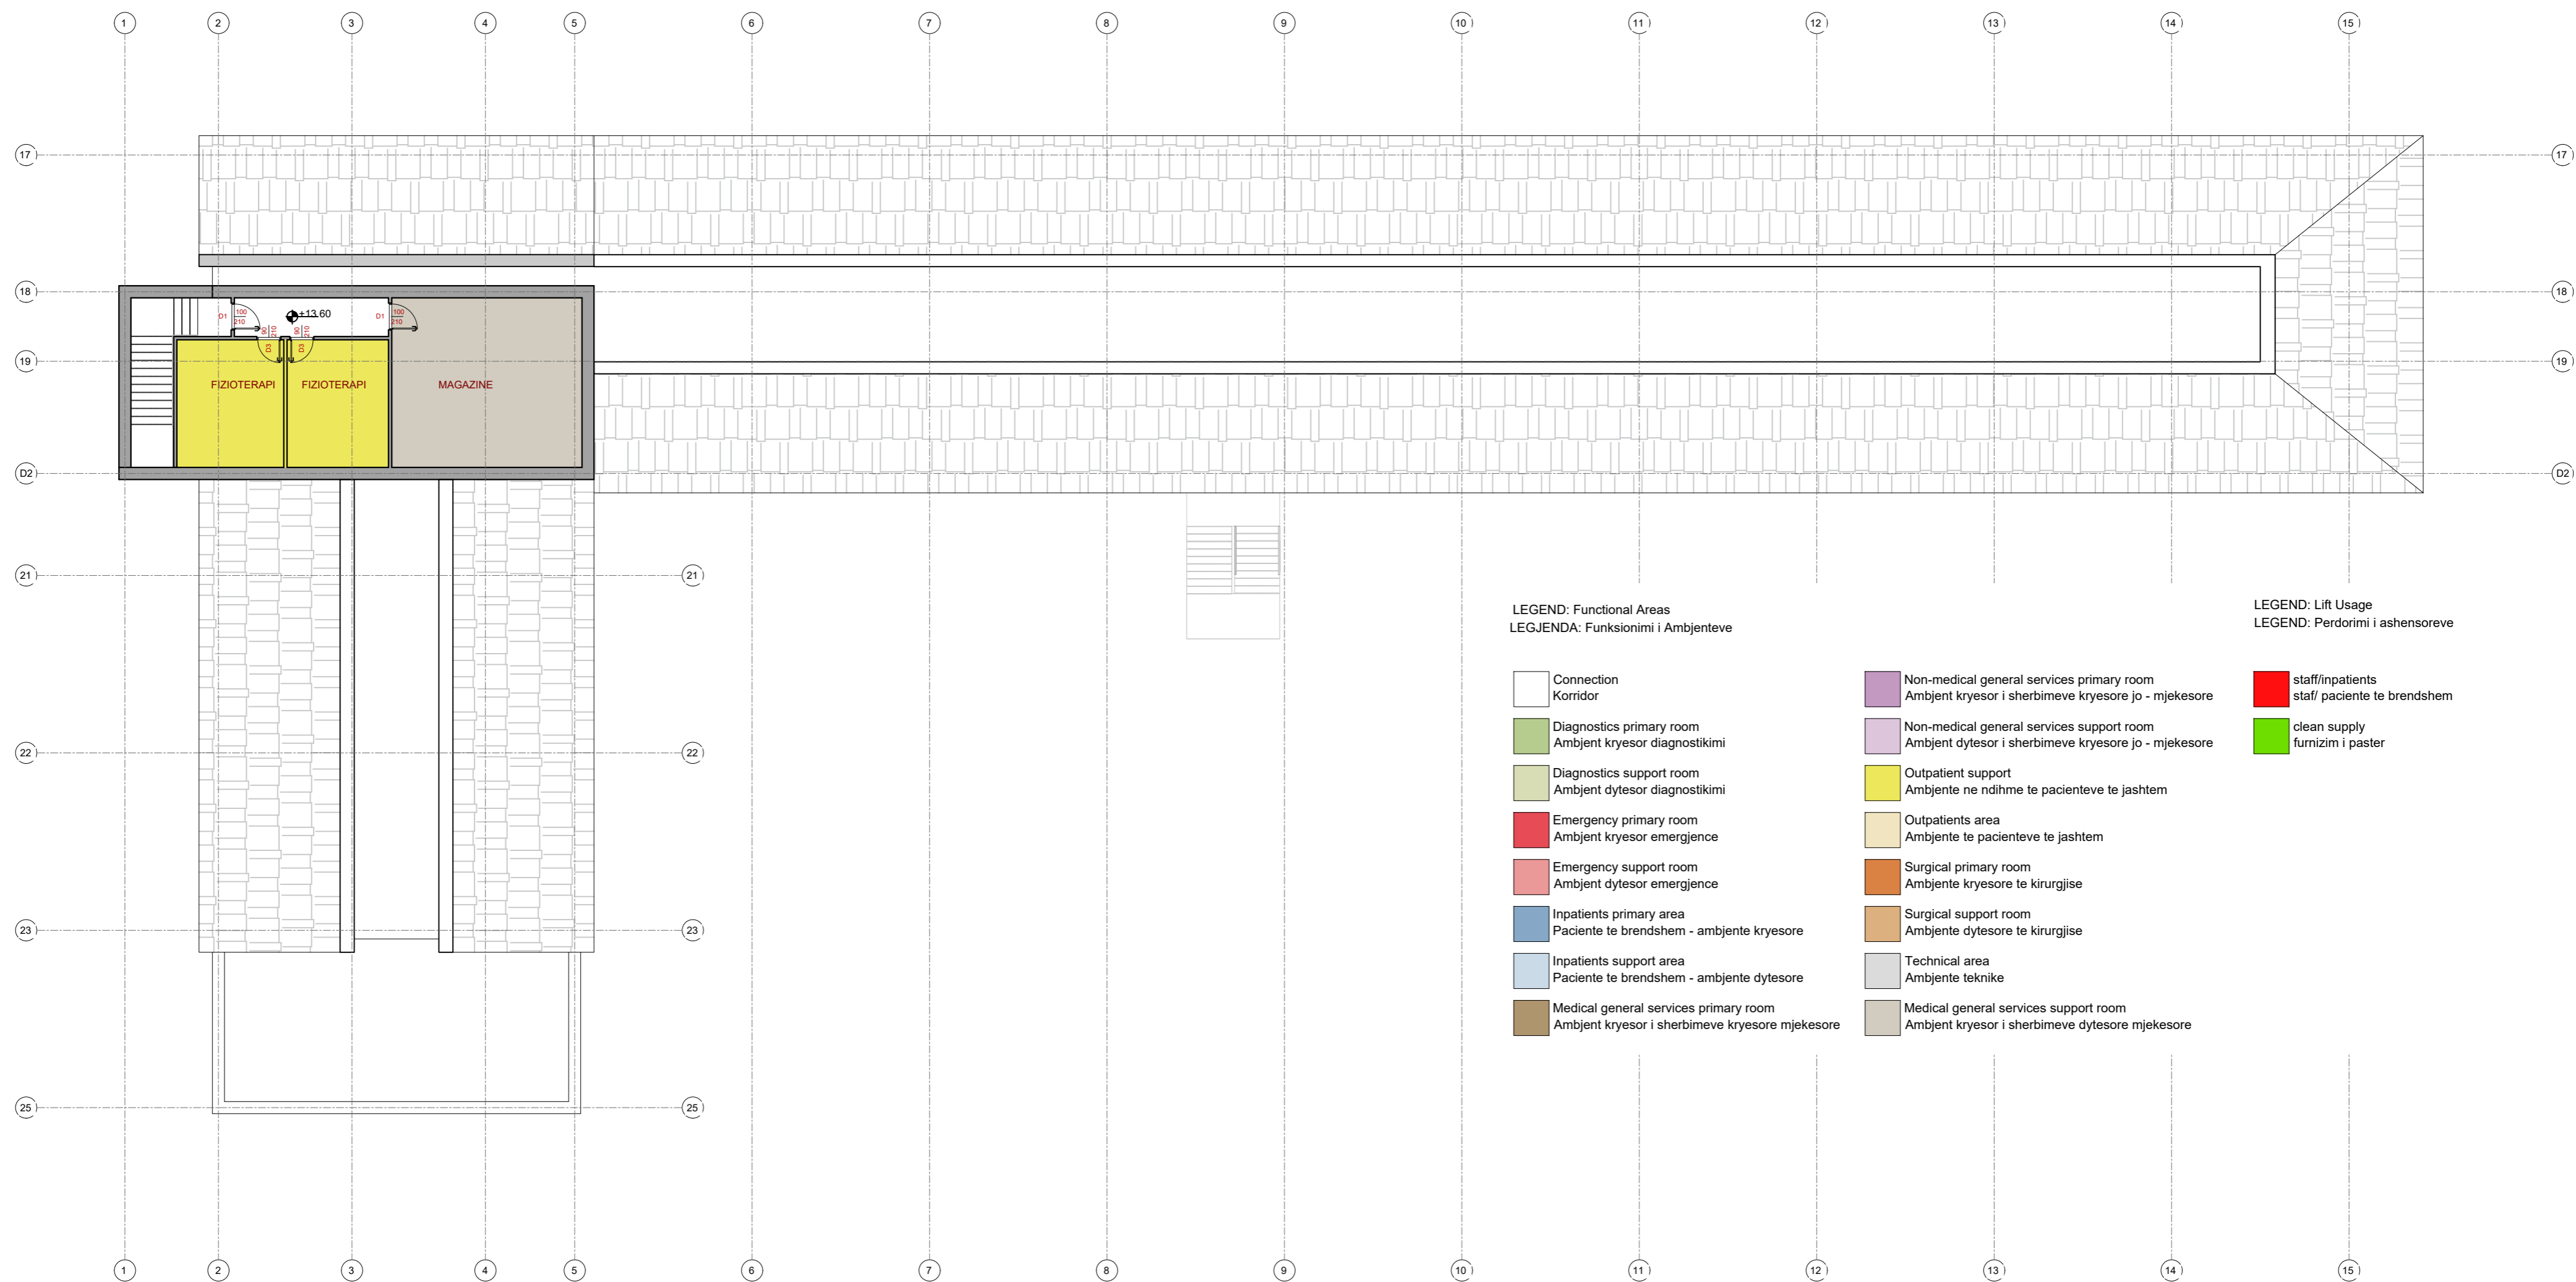 1 2 3 4 5 6 7 8 9 10 11 12 13 14 15
17 17
18 18
D1 100 210 +13.60 D1 100 210
90 210 90 210
D3 D3
19 19
FIZIOTERAPI FIZIOTERAPI MAGAZINE
D2 D2
21 21
LEGEND: Functional Areas
LEGJENDA: Funksionimi i Ambjenteve
Connection
Korridor
Diagnostics primary room
Ambjent kryesor diagnostikimi
Diagnostics support room
Ambjent dytesor diagnostikimi
Emergency primary room
Ambjent kryesor emergjence
Emergency support room
Ambjent dytesor emergjence
Inpatients primary area
Paciente te brendshem - ambjente kryesore
Inpatients support area
Paciente te brendshem - ambjente dytesore
Medical general services primary room
Ambjent kryesor i sherbimeve kryesore mjekesore
Non-medical general services primary room
Ambjent kryesor i sherbimeve kryesore jo - mjekesore
Non-medical general services support room
Ambjent dytesor i sherbimeve kryesore jo - mjekesore
Outpatient support
Ambjente ne ndihme te pacienteve te jashtem
Outpatients area
Ambjente te pacienteve te jashtem
Surgical primary room
Ambjente kryesore te kirurgjise
Surgical support room
Ambjente dytesore te kirurgjise
Technical area
Ambjente teknike
Medical general services support room
Ambjent kryesor i sherbimeve dytesore mjekesore
LEGEND: Lift Usage
LEGEND: Perdorimi i ashensoreve
staff/inpatients
staf/ paciente te brendshem
clean supply
furnizim i paster
22 22
23 23
25 25
1 2 3 4 5 6 7 8 9 10 11 12 13 14 15